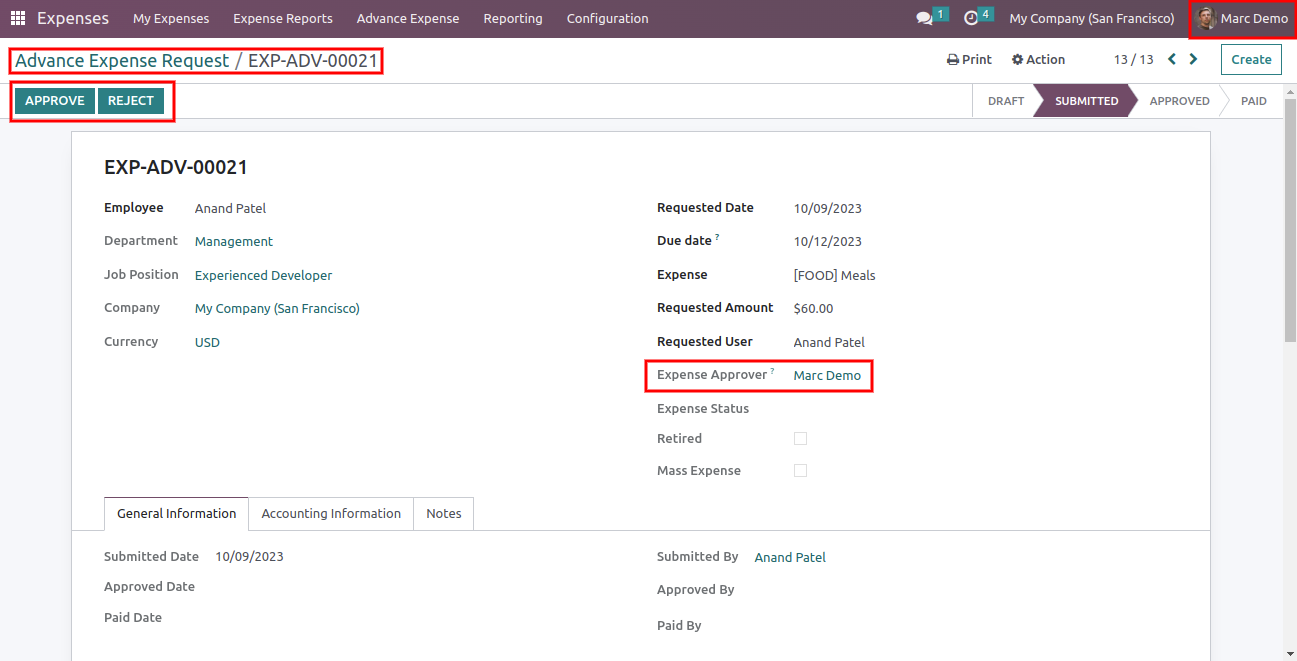 Expenses My Expenses Expense Reports Advance Expense Reporting Configuration 1 4 My Company (San Francisco) Marc Demo
Advance Expense Request / EXP-ADV-00021 Print Action 13 / 13 Create
APPROVE REJECT DRAFT SUBMITTED APPROVED PAID
EXP-ADV-00021
Employee Anand Patel Requested Date 10/09/2023
Department Management Due date ? 10/12/2023
Job Position Experienced Developer Expense [FOOD] Meals
Company My Company (San Francisco) Requested Amount $60.00
Currency USD Requested User Anand Patel
Expense Approver ? Marc Demo
Expense Status
Retired
Mass Expense
General Information Accounting Information Notes
Submitted Date 10/09/2023 Submitted By Anand Patel
Approved Date Approved By
Paid Date Paid By